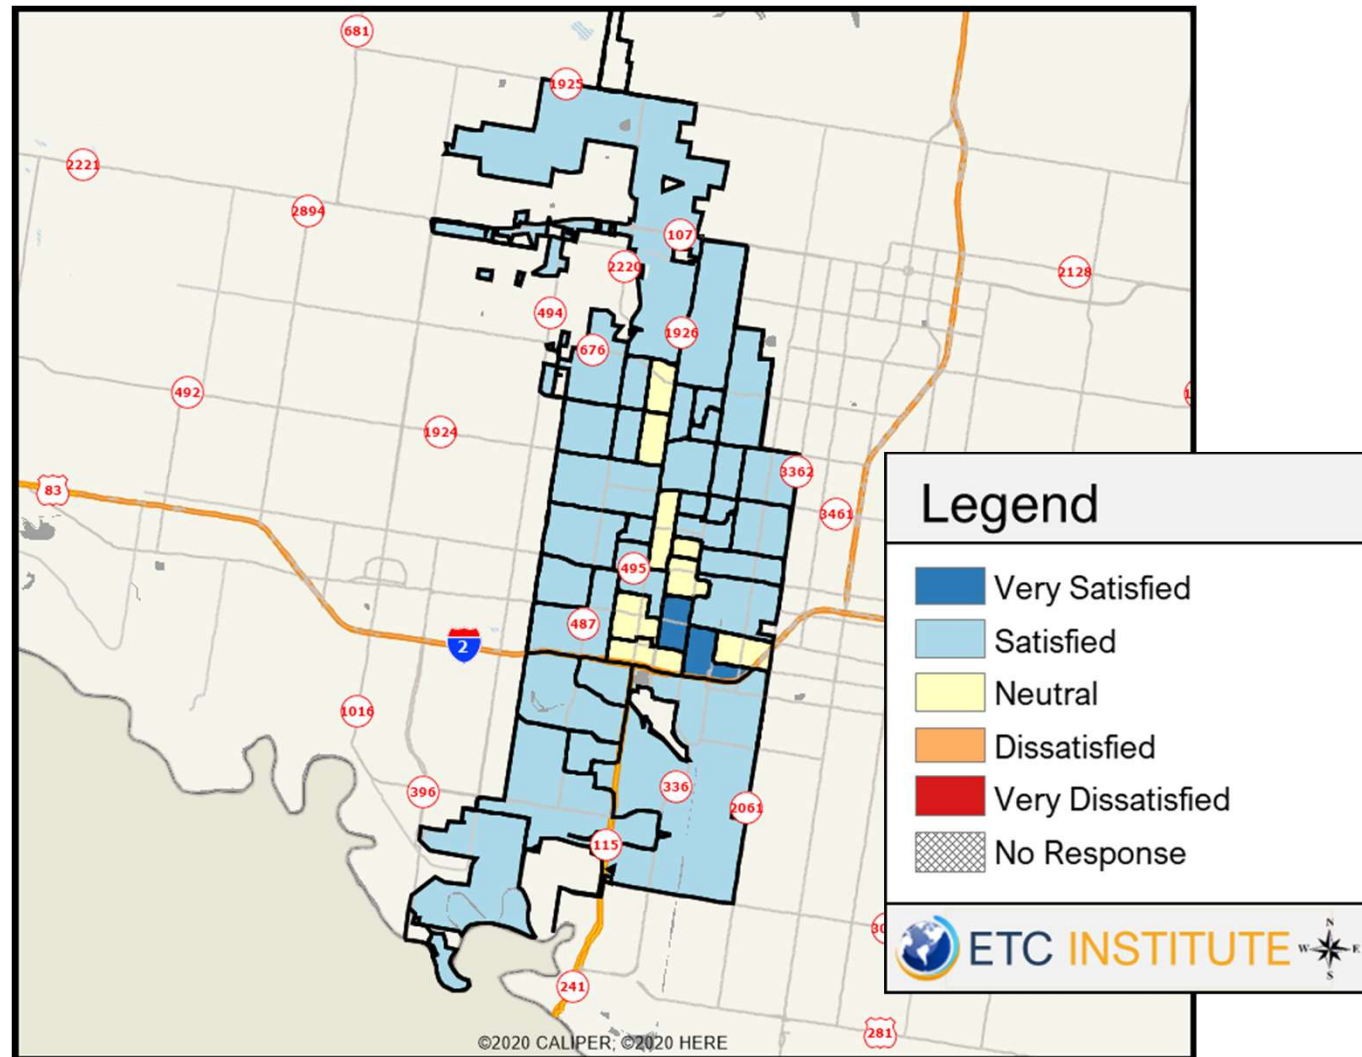 681
1925
2221
2894
107
2220
2128
494
1926
676
492
1924
3362
83
3461
495
487
2
1016
396
336
2061
115
241
281
Legend
Very Satisfied
Satisfied
Neutral
Dissatisfied
Very Dissatisfied
No Response
ETC INSTITUTE
N
W
E
S
©2020 CALIPER; ©2020 HERE